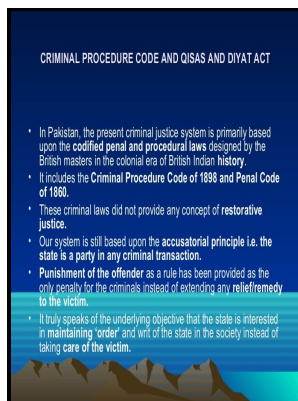 CRIMINAL PROCEDURE CODE AND QISAS AND DIYAT ACT
• In Pakistan, the present criminal justice system is primarily based
upon the codified penal and procedural laws designed by the
British masters in the colonial era of British Indian history.
• It includes the Criminal Procedure Code of 1898 and Penal Code
of 1860.
• These criminal laws did not provide any concept of restorative
justice.
• Our system is still based upon the accusatorial principle i.e. the
state is a party in any criminal transaction.
• Punishment of the offender as a rule has been provided as the
only penalty for the criminals instead of extending any relief/remedy
to the victim.
• It truly speaks of the underlying objective that the state is interested
in maintaining ‘order’ and writ of the state in the society instead of
taking care of the victim.